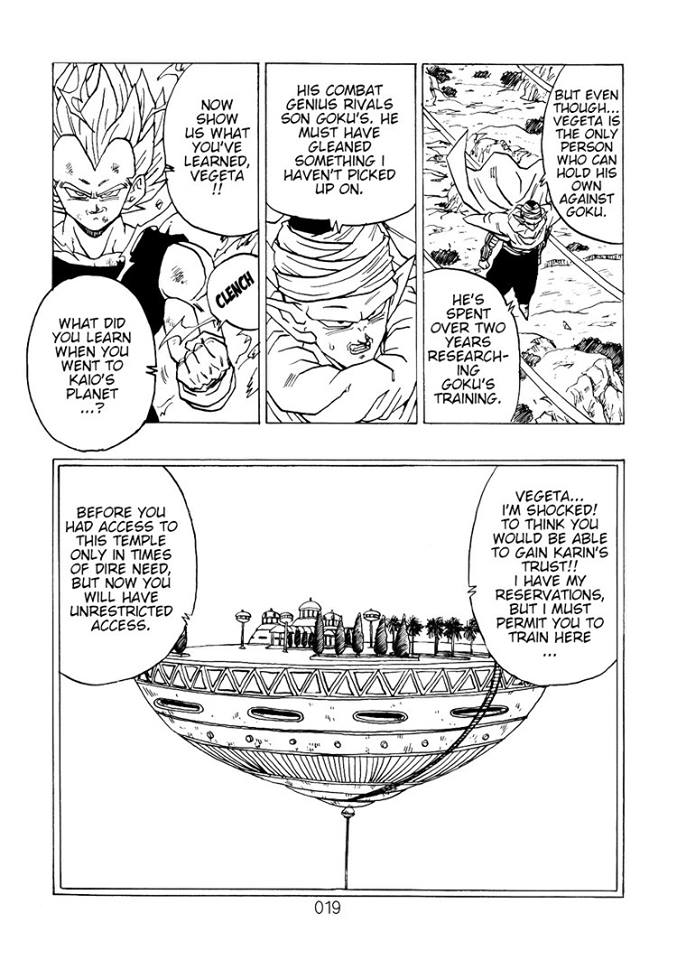 BUT EVEN
THOUGH...
VEGETA IS
THE ONLY
PERSON
WHO CAN
HOLD HIS
OWN
AGAINST
GOKU.
HE'S
SPENT
OVER TWO
YEARS
RESEARCH-
ING
GOKU'S
TRAINING.
HIS COMBAT
GENIUS RIVALS
SON GOKU'S. HE
MUST HAVE
GLEANED
SOMETHING I
HAVEN'T PICKED
UP ON.
NOW
SHOW
US WHAT
YOU'VE
LEARNED,
VEGETA
!!
CLENCH
WHAT DID
YOU LEARN
WHEN YOU
WENT TO
KAIO'S
PLANET
...?
VEGETA...
I'M SHOCKED!
TO THINK YOU
WOULD BE ABLE
TO GAIN KARIN'S
TRUST!!
I HAVE MY
RESERVATIONS,
BUT I MUST
PERMIT YOU TO
TRAIN HERE
...
BEFORE YOU
HAD ACCESS TO
THIS TEMPLE
ONLY IN TIMES
OF DIRE NEED,
BUT NOW YOU
WILL HAVE
UNRESTRICTED
ACCESS.
019